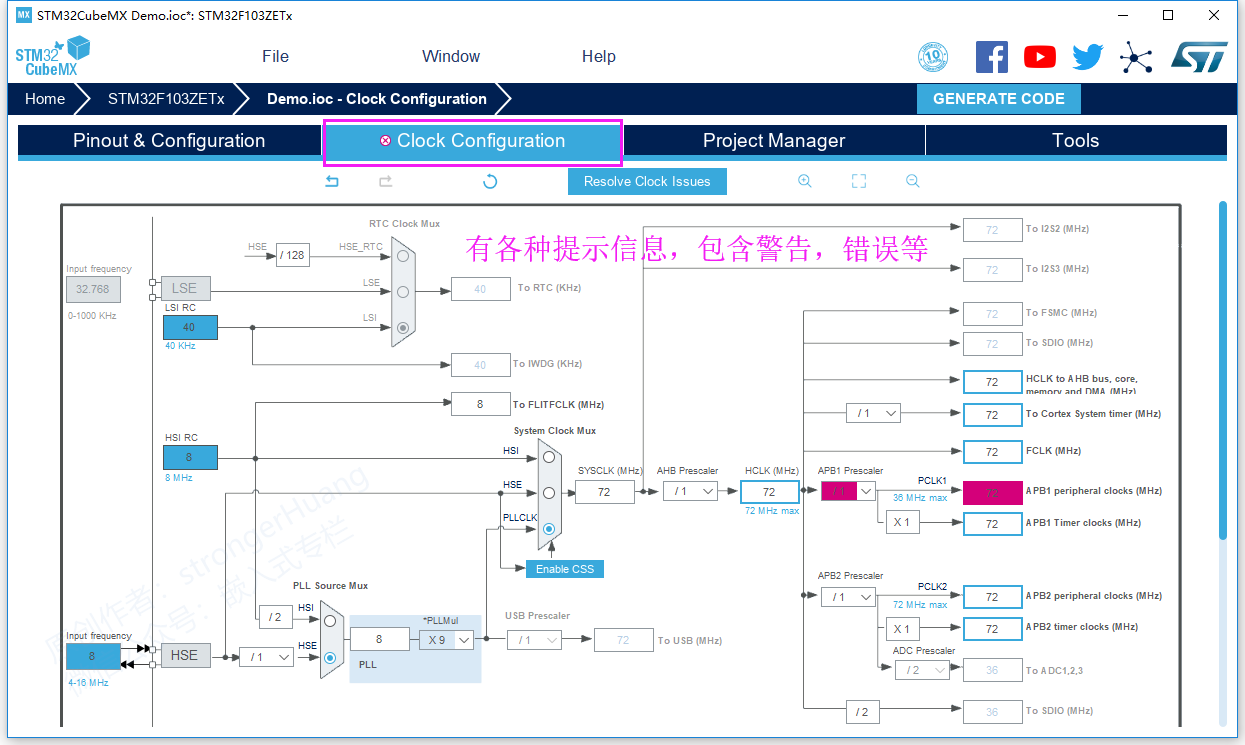 MX STM32CubeMX Demo.ioc*: STM32F103ZETx
STM32
CubeMX
File Window Help
10
ST
Home STM32F103ZETx Demo.ioc - Clock Configuration GENERATE CODE
Pinout & Configuration Clock Configuration Project Manager Tools
Resolve Clock Issues
有各种提示信息，包含警告，错误等
RTC Clock Mux
HSE / 128 HSE_RTC
Input frequency
32.768
0-1000 KHz
LSE LSE
LSI RC
40
40 KHz
LSI
40 To RTC (KHz)
40 To IWDG (KHz)
8 To FLITFCLK (MHz)
72 To I2S2 (MHz)
72 To I2S3 (MHz)
72 To FSMC (MHz)
72 To SDIO (MHz)
72 HCLK to AHB bus, core,
memory and DMA (MHz)
/ 1 72 To Cortex System timer (MHz)
72 FCLK (MHz)
System Clock Mux
HSI RC
8
8 MHz
HSI
HSE
PLLCLK
SYSCLK (MHz)
72
AHB Prescaler
/ 1
HCLK (MHz)
72
72 MHz max
APB1 Prescaler
/ 1
PCLK1
36 MHz max
72 APB1 peripheral clocks (MHz)
X 1 72 APB1 Timer clocks (MHz)
Enable CSS
APB2 Prescaler
/ 1
PCLK2
72 MHz max
72 APB2 peripheral clocks (MHz)
X 1 72 APB2 timer clocks (MHz)
ADC Prescaler
/ 2 36 To ADC1,2,3
/ 2 36 To SDIO (MHz)
PLL Source Mux
/ 2 HSI
Input frequency
8
4-16 MHz
HSE / 1 HSE
8
*PLLMul
X 9
PLL
USB Prescaler
/ 1 72 To USB (MHz)
原创作者：strongerHuang
公众号：嵌入式专栏